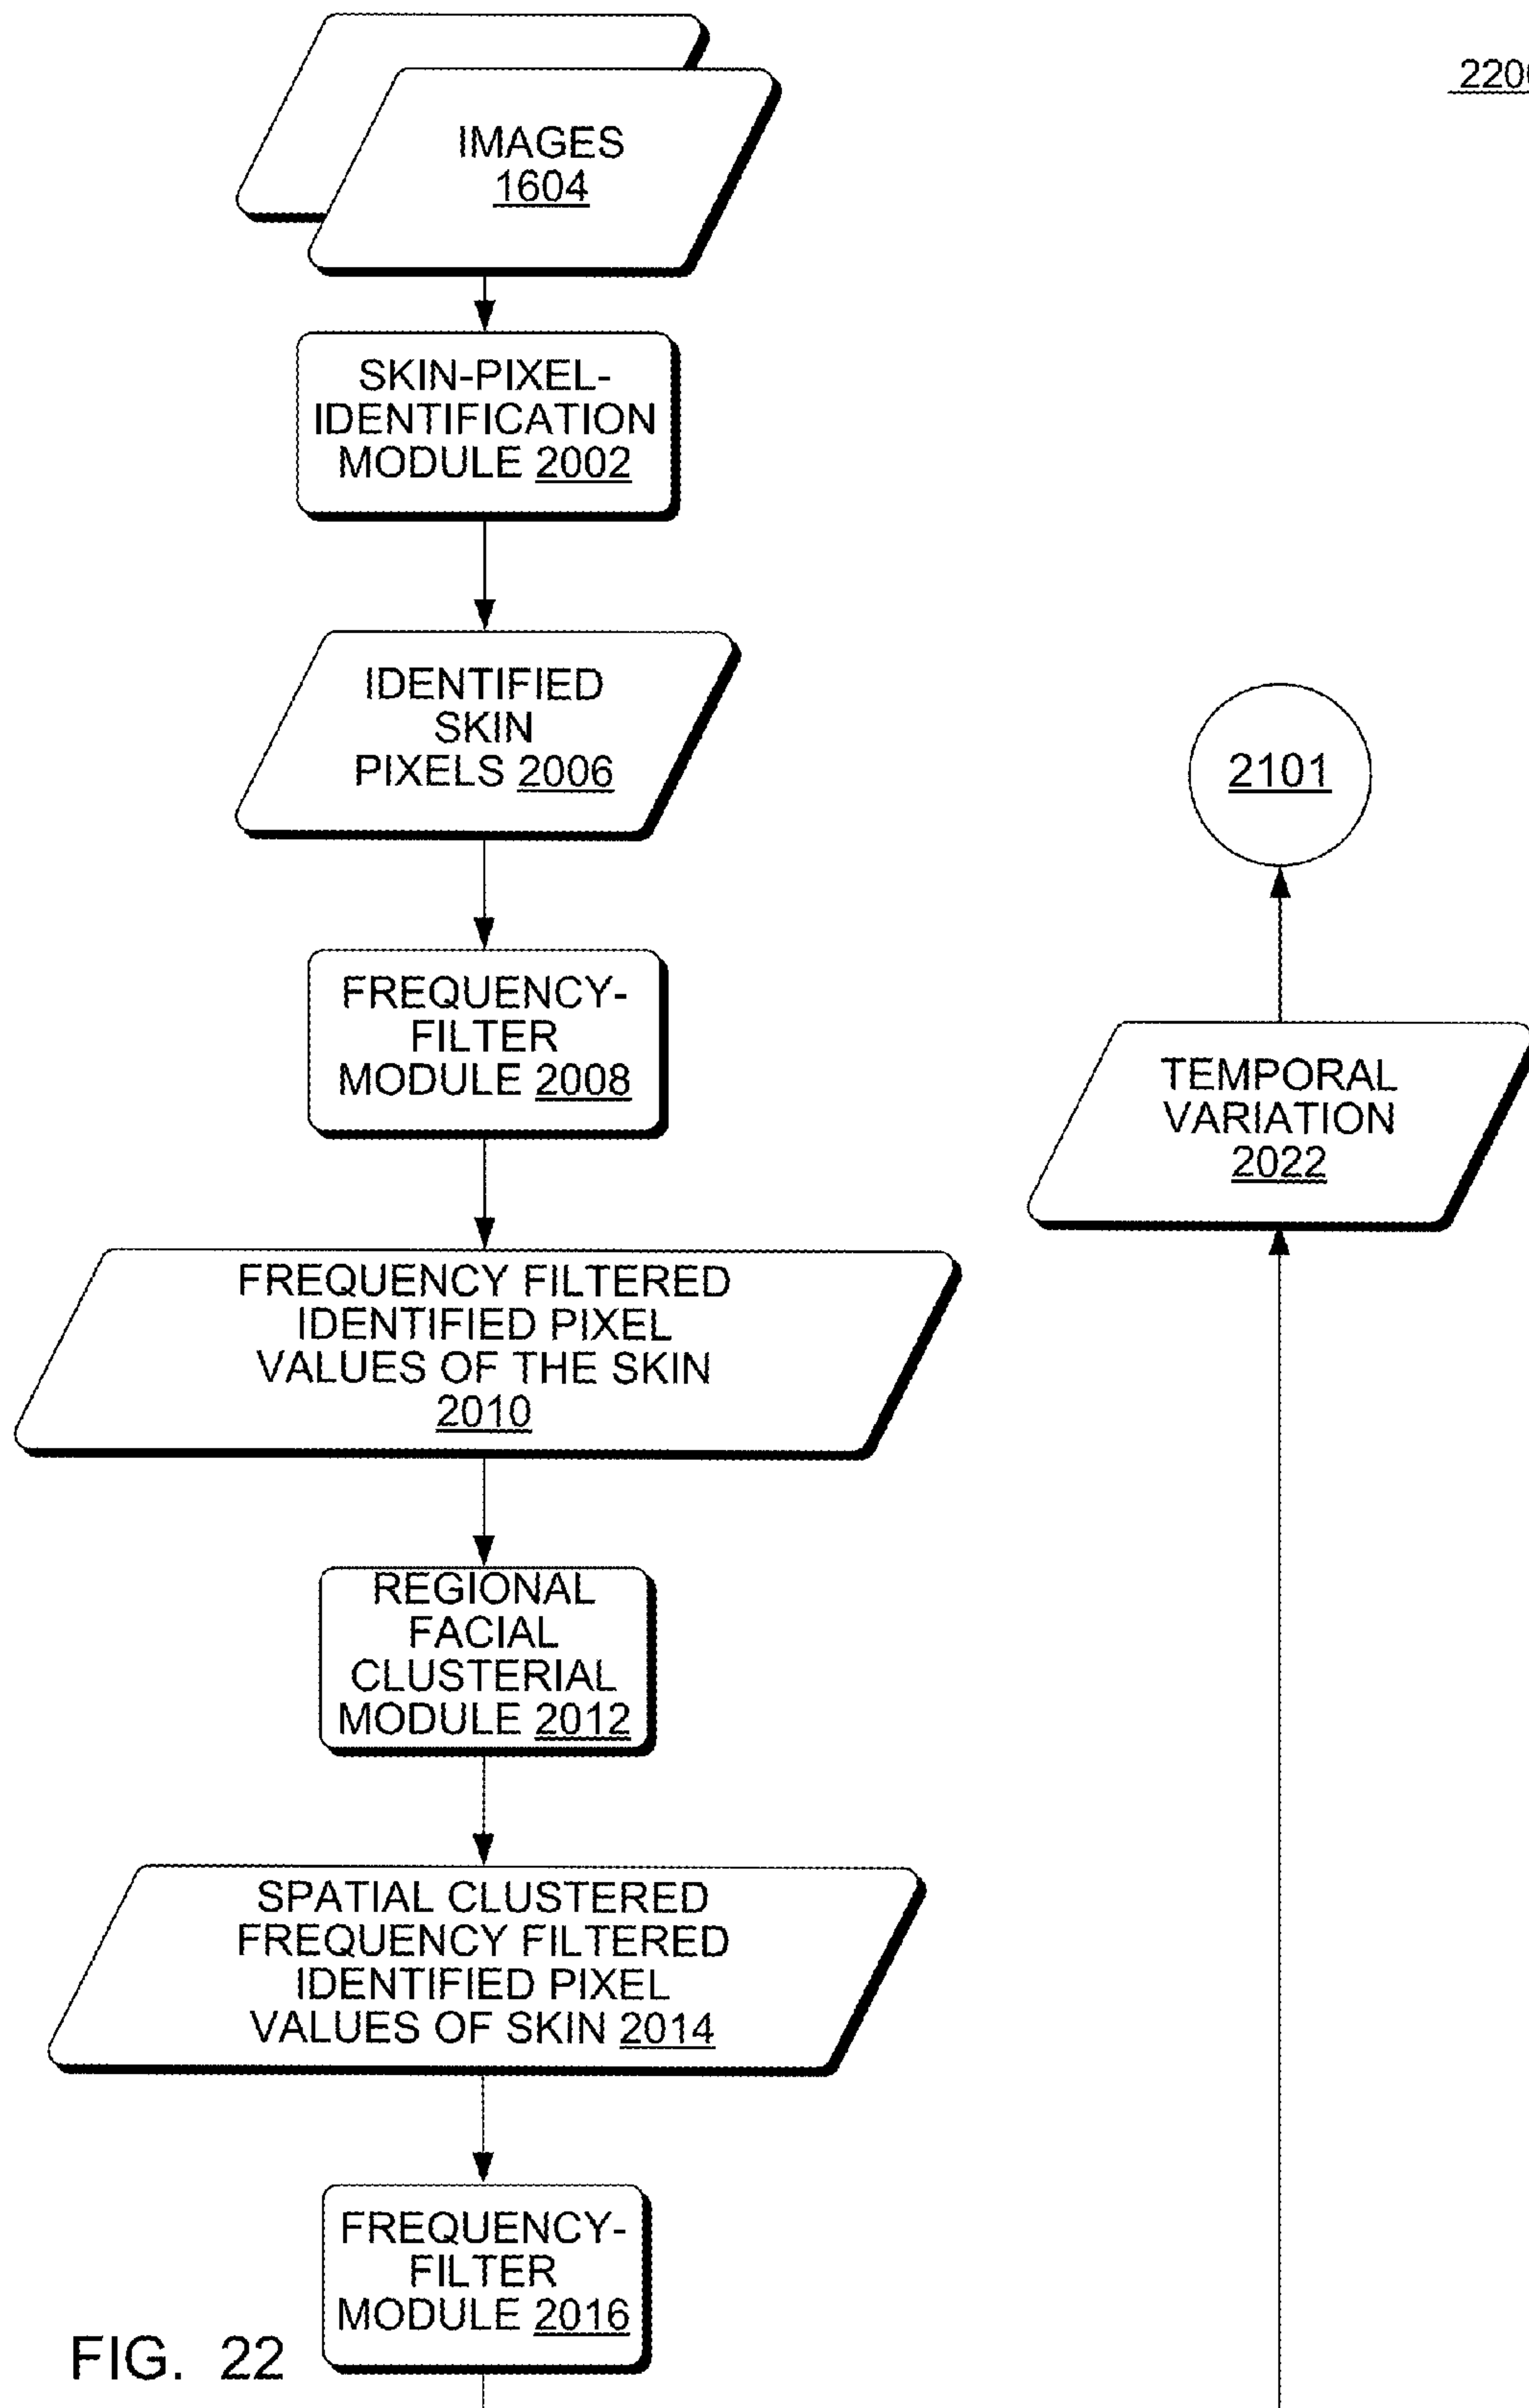 IMAGES
1604
SKIN-PIXEL-
IDENTIFICATION
MODULE 2002
IDENTIFIED
SKIN
PIXELS 2006
FREQUENCY-
FILTER
MODULE 2008
FREQUENCY FILTERED
IDENTIFIED PIXEL
VALUES OF THE SKIN
2010
REGIONAL
FACIAL
CLUSTERIAL
MODULE 2012
SPATIAL CLUSTERED
FREQUENCY FILTERED
IDENTIFIED PIXEL
VALUES OF SKIN 2014
FREQUENCY-
FILTER
MODULE 2016
2200
2101
TEMPORAL
VARIATION
2022
FIG. 22